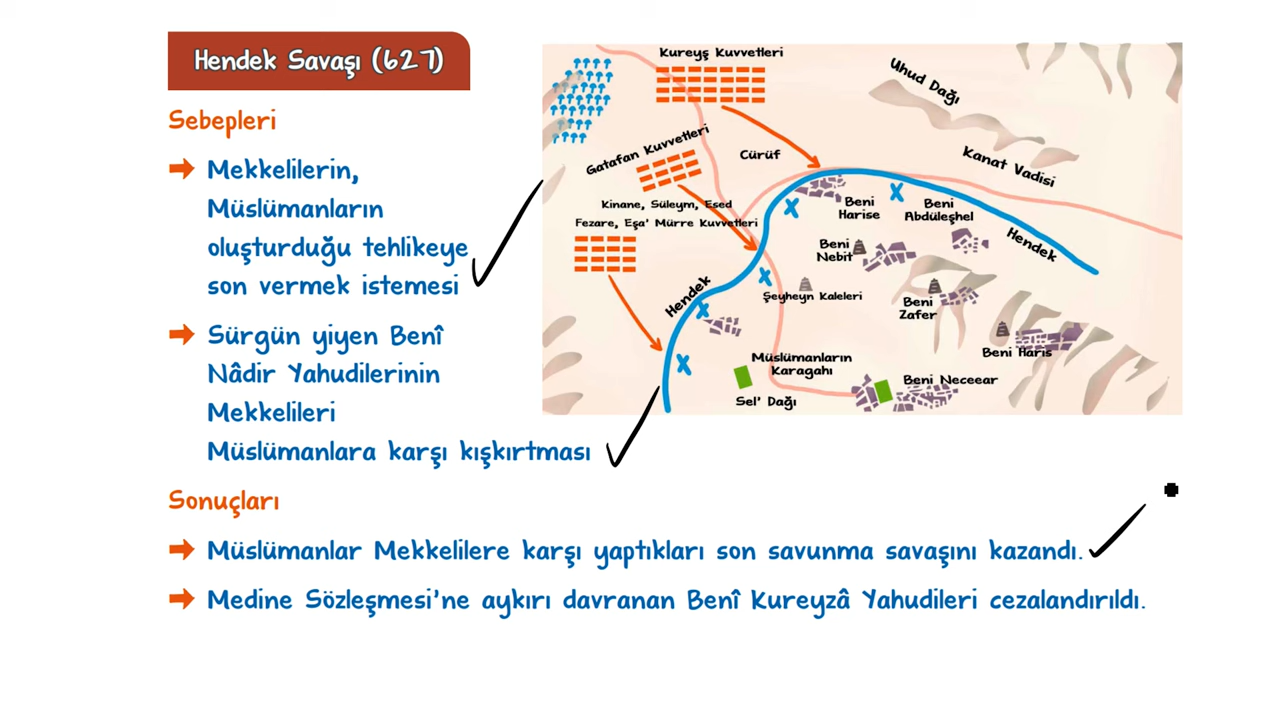 Hendek Savaşı (627)
Sebepleri
Mekkelilerin,
Müslümanların
oluşturduğu tehlikeye
son vermek istemesi
Sürgün yiyen Benî
Nâdir Yahudilerinin
Mekkelileri
Müslümanlara karşı kışkırtması
Sonuçları
Müslümanlar Mekkelilere karşı yaptıkları son savunma savaşını kazandı.
Medine Sözleşmesi'ne aykırı davranan Benî Kureyzâ Yahudileri cezalandırıldı.
Kureyş Kuvvetleri
Uhud Dağı
Gatafan Kuvvetleri
Cürüf
Kanat Vadisi
Kinane, Süleym, Esed
Fezare, Eşa' Mürre Kuvvetleri
Beni
Harise
Beni
Abdüleşhel
Hendek
Beni
Nebit
Hendek
Şeyheyn Kaleleri
Beni
Zafer
Beni Haris
Müslümanların
Karagahı
Beni Neceear
Sel' Dağı